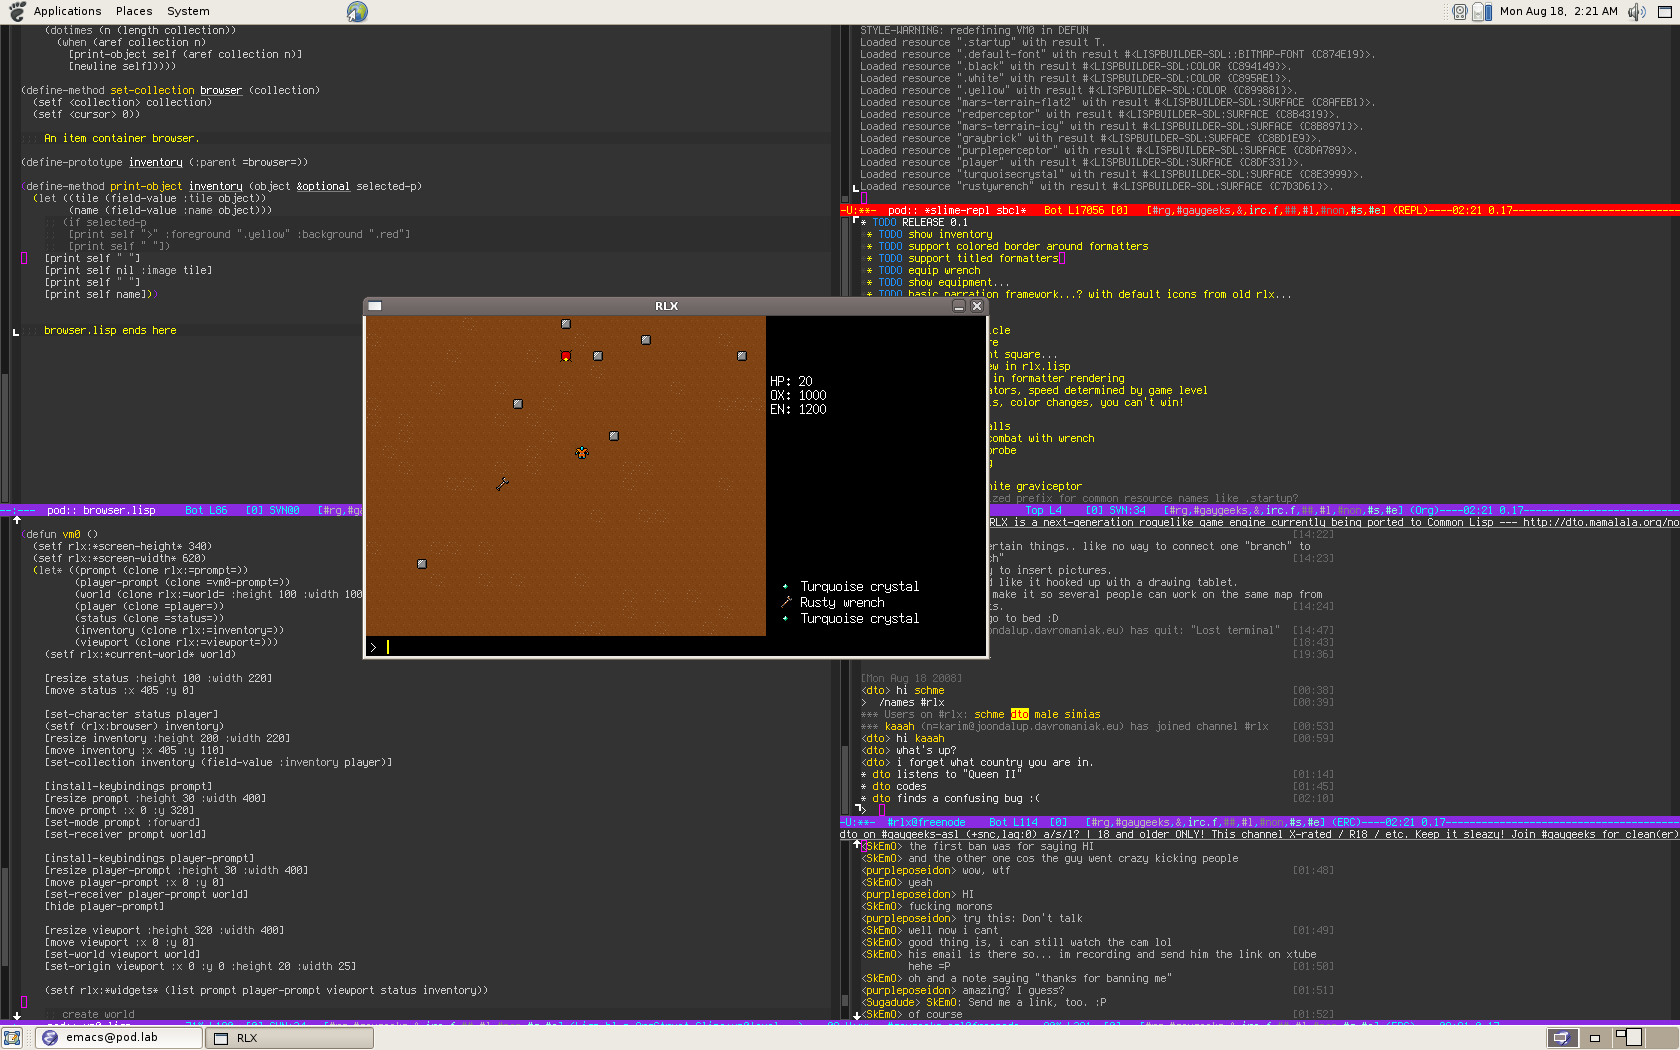 Applications Places System
Mon Aug 18, 2:21 AM
(dotimes (n (length collection))
(when (aref collection n)
[print-object self (aref collection n)]
[newline self]))))
(define-method set-collection browser (collection)
(setf <collection> collection)
(setf <cursor> 0))
;;; An item container browser.
(define-prototype inventory (:parent =browser=))
(define-method print-object inventory (object &optional selected-p)
(let ((tile (field-value :tile object))
(name (field-value :name object)))
;; (if selected-p
;; [print self ">" :foreground ".yellow" :background ".red"]
;; [print self " "])
[print self " "]
[print self nil :image tile]
[print self " "]
[print self name]))
;;; browser.lisp ends here
--:--- pod:: browser.lisp Bot L86 [0] SVN@0 [#rg,#ga
(defun vm0 ()
(setf rlx:*screen-height* 340)
(setf rlx:*screen-width* 620)
(let* ((prompt (clone rlx:=prompt=))
(player-prompt (clone =vm0-prompt=))
(world (clone rlx:=world= :height 100 :width 100
(player (clone =player=))
(status (clone =status=))
(inventory (clone rlx:=inventory=))
(viewport (clone rlx:=viewport=)))
(setf rlx:*current-world* world)
[resize status :height 100 :width 220]
[move status :x 405 :y 0]
[set-character status player]
(setf (rlx:browser) inventory)
[resize inventory :height 200 :width 220]
[move inventory :x 405 :y 110]
[set-collection inventory (field-value :inventory player)]
[install-keybindings prompt]
[resize prompt :height 30 :width 400]
[move prompt :x 0 :y 320]
[set-mode prompt :forward]
[set-receiver prompt world]
[install-keybindings player-prompt]
[resize player-prompt :height 30 :width 400]
[move player-prompt :x 0 :y 0]
[set-receiver player-prompt world]
[hide player-prompt]
[resize viewport :height 320 :width 400]
[move viewport :x 0 :y 0]
[set-world viewport world]
[set-origin viewport :x 0 :y 0 :height 20 :width 25]
(setf rlx:*widgets* (list prompt player-prompt viewport status inventory))
;; create world
STYLE-WARNING: redefining VM0 in DEFUN
Loaded resource ".startup" with result T.
Loaded resource ".default-font" with result #<LISPBUILDER-SDL::BITMAP-FONT {C874E19}>.
Loaded resource ".black" with result #<LISPBUILDER-SDL:COLOR {C894149}>.
Loaded resource ".white" with result #<LISPBUILDER-SDL:COLOR {C895AE1}>.
Loaded resource ".yellow" with result #<LISPBUILDER-SDL:COLOR {C899881}>.
Loaded resource "mars-terrain-flat2" with result #<LISPBUILDER-SDL:SURFACE {C8AFEB1}>.
Loaded resource "redperceptor" with result #<LISPBUILDER-SDL:SURFACE {C8B4319}>.
Loaded resource "mars-terrain-icy" with result #<LISPBUILDER-SDL:SURFACE {C8B8971}>.
Loaded resource "graybrick" with result #<LISPBUILDER-SDL:SURFACE {C8BD1E9}>.
Loaded resource "purpleperceptor" with result #<LISPBUILDER-SDL:SURFACE {C8DA789}>.
Loaded resource "player" with result #<LISPBUILDER-SDL:SURFACE {C8DF331}>.
Loaded resource "turquoisecrystal" with result #<LISPBUILDER-SDL:SURFACE {C8E3999}>.
Loaded resource "rustywrench" with result #<LISPBUILDER-SDL:SURFACE {C7D3D61}>.
-U:**- pod:: *slime-repl sbcl* Bot L17056 [0] [#rg,#gaygeeks,&,irc.f,##,#l,#non,#s,#e] (REPL)----02:21 0.17
* TODO RELEASE 0.1
* TODO show inventory
* TODO support colored border around formatters
* TODO support titled formatters
* TODO equip wrench
* TODO show equipment...
* TODO basic narration framework...? with default icons from old rlx...
cle
re
nt square...
ew in rlx.lisp
in formatter rendering
ators, speed determined by game level
s, color changes, you can't win!
alls
combat with wrench
probe
g
ite graviceptor
zed prefix for common resource names like .startup?
Top L4 [0] SVN:34 [#rg,#gaygeeks,&,irc.f,##,#l,#non,#s,#e] (Org)----02:21 0.17
RLX is a next-generation roguelike game engine currently being ported to Common Lisp --- http://dto.mamalala.org/no
[14:22]
ertain things.. like no way to connect one "branch" to
ch" [14:23]
y to insert pictures.
d like it hooked up with a drawing tablet.
make it so several people can work on the same map from
ts. [14:24]
go to bed :D
@joondalup.davromaniak.eu) has quit: "Lost terminal" [14:47]
[18:43]
[19:36]
[Mon Aug 18 2008]
<dto> hi schme [00:38]
> /names #rlx [00:39]
*** Users on #rlx: schme dto male simias
*** kaaah (n=karim@joondalup.davromaniak.eu) has joined channel #rlx [00:53]
<dto> hi kaaah [00:59]
<dto> what's up?
<dto> i forget what country you are in.
* dto listens to "Queen II" [01:14]
* dto codes [01:45]
* dto finds a confusing bug :( [02:10]
>
-U:**- #rlx@freenode Bot L114 [0] [#rg,#gaygeeks,&,irc.f,##,#l,#non,#s,#e] (ERC)----02:21 0.17
dto on #gaygeeks-asl (+snc,lag:0) a/s/l? | 18 and older ONLY! This channel X-rated / R18 / etc. Keep it sleazy! Join #gaygeeks for clean(er)
<SkEmO> the first ban was for saying HI
<SkEmO> and the other one cos the guy went crazy kicking people
<purpleposeidon> wow, wtf [01:48]
<SkEmO> yeah
<purpleposeidon> HI
<SkEmO> fucking morons
<purpleposeidon> try this: Don't talk
<SkEmO> well now i cant [01:49]
<SkEmO> good thing is, i can still watch the cam lol
<SkEmO> his email is there so... im recording and send him the link on xtube
hehe =P [01:50]
<SkEmO> oh and a note saying "thanks for banning me"
<purpleposeidon> amazing? I guess? [01:51]
<Sugadude> SkEmO: Send me a link, too. :P
<SkEmO> of course [01:52]
RLX
HP: 20
OX: 1000
EN: 1200
Turquoise crystal
Rusty wrench
Turquoise crystal
>
emacs@pod.lab
RLX